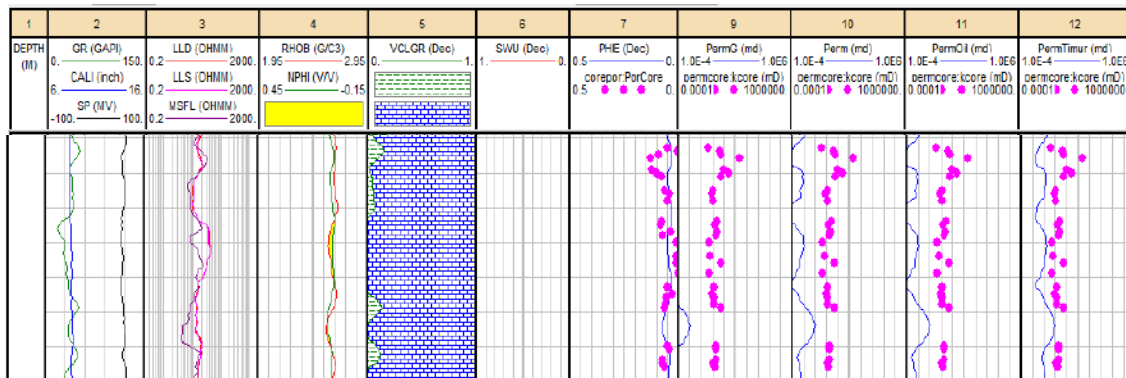 1 2 3 4 5 6 7 8 9 10 11 12
DEPTH (M)
GR (GAPI)
0. 150.
CALI (inch)
6. 16.
SP (MV)
-100. 100.
LLD (OHMM)
0.2 2000.
LLS (OHMM)
0.2 2000.
MSFL (OHMM)
0.2 2000.
RHOB (G/C3)
1.95 2.95
NPHI (V/V)
0.45 -0.15
VCLGR (Dec)
0. 1.
SWU (Dec)
1. 0.
PHIE (Dec)
0.5 0.
corepor:PorCore
0.5 0.
PermG (md)
1.0E-4 1.0E6
permcore:kcore (mD)
0.0001 1000000.
Perm (md)
1.0E-4 1.0E6
permcore:kcore (mD)
0.0001 1000000.
PermOil (md)
1.0E-4 1.0E6
permcore:kcore (mD)
0.0001 1000000.
PermTimur (md)
1.0E-4 1.0E6
permcore:kcore (mD)
0.0001 1000000.